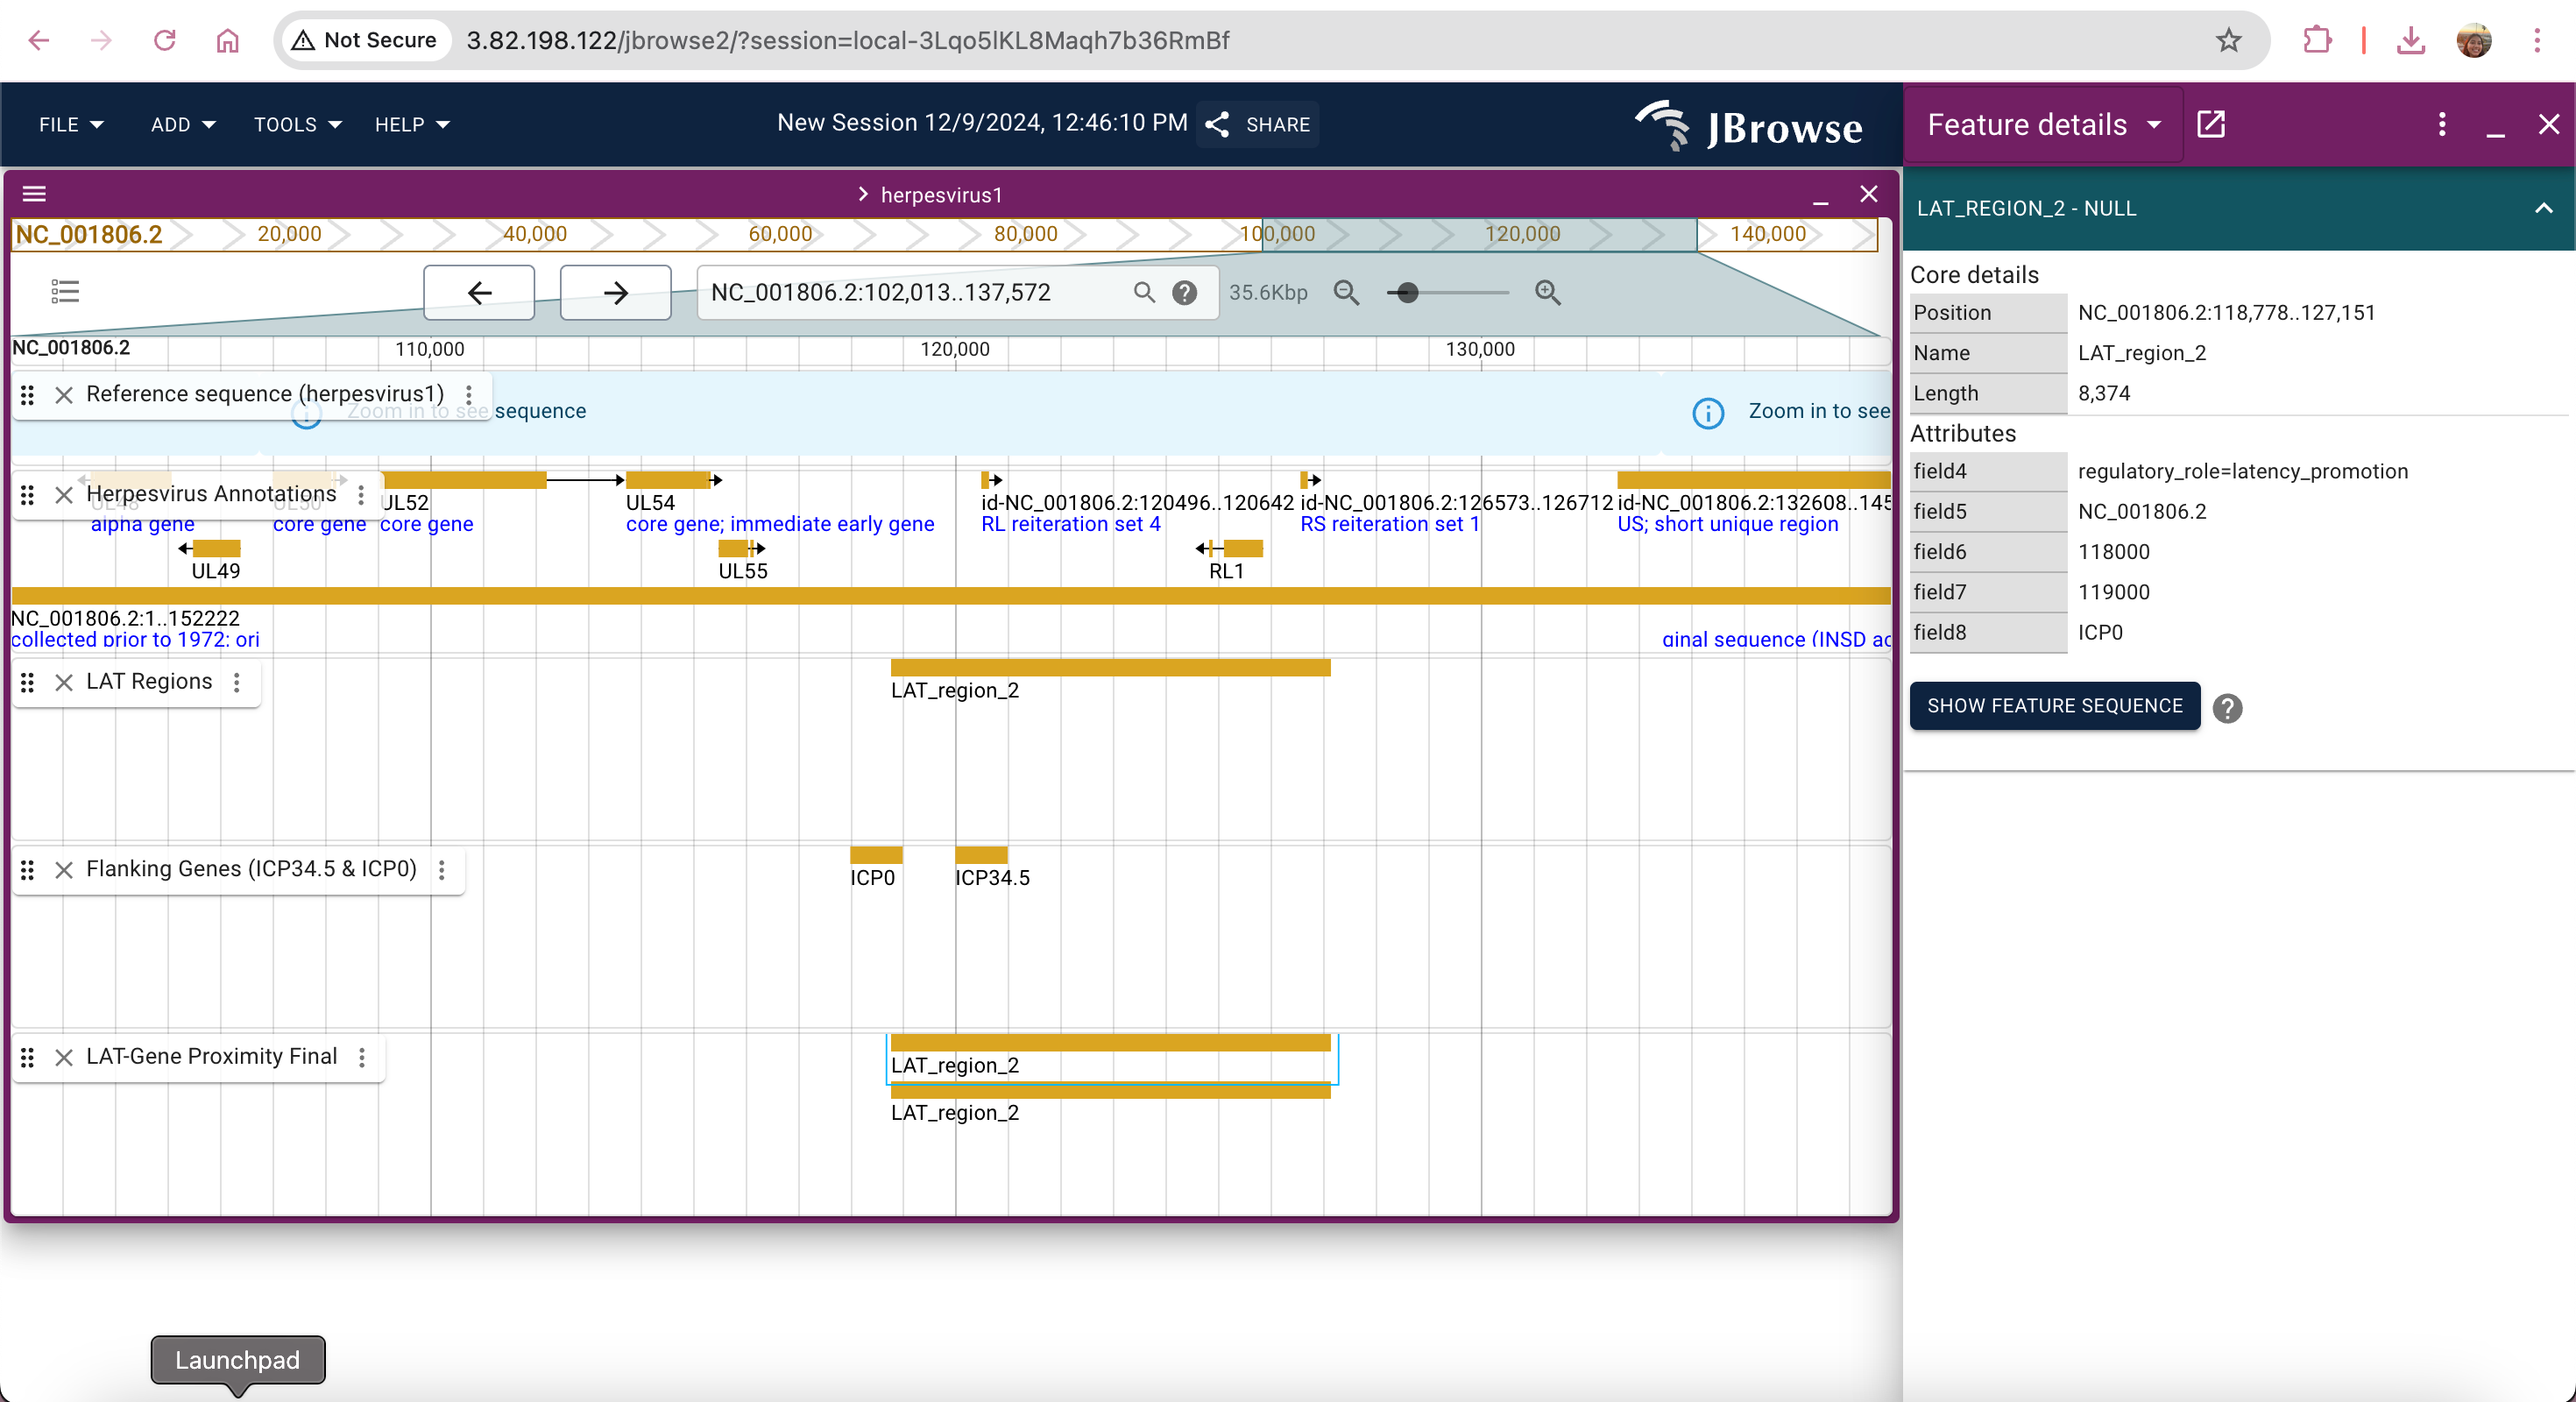 Not Secure 3.82.198.122/jbrowse2/?session=local-3Lqo5lKL8Maqh7b36RmBf
FILE ADD TOOLS HELP New Session 12/9/2024, 12:46:10 PM SHARE JBrowse
herpesvirus1
NC_001806.2 20,000 40,000 60,000 80,000 100,000 120,000 140,000
NC_001806.2:102,013..137,572 ? 35.6Kbp
NC_001806.2 110,000 120,000 130,000
Reference sequence (herpesvirus1)
Zoom in to see sequence Zoom in to see
Herpesvirus Annotations
UL48 UL50 UL52 UL54 id-NC_001806.2:120496..120642 id-NC_001806.2:126573..126712 id-NC_001806.2:132608..145
alpha gene core gene core gene core gene; immediate early gene RL reiteration set 4 RS reiteration set 1 US; short unique region
UL49 UL55 RL1
NC_001806.2:1..152222
collected prior to 1972; ori ginal sequence (INSD ac
LAT Regions
LAT_region_2
Flanking Genes (ICP34.5 & ICP0)
ICP0 ICP34.5
LAT-Gene Proximity Final
LAT_region_2
LAT_region_2
Feature details
LAT_REGION_2 - NULL
Core details
Position NC_001806.2:118,778..127,151
Name LAT_region_2
Length 8,374
Attributes
field4 regulatory_role=latency_promotion
field5 NC_001806.2
field6 118000
field7 119000
field8 ICP0
SHOW FEATURE SEQUENCE ?
Launchpad